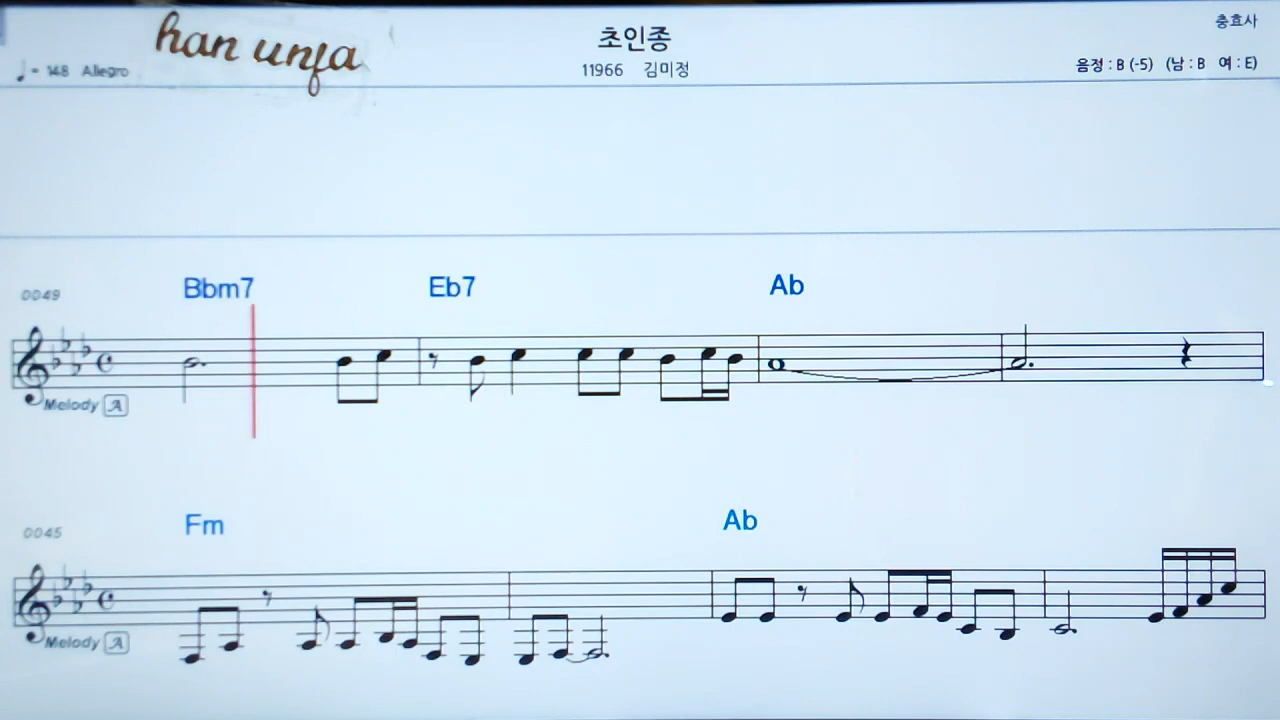 han unja
초인종
충효사
♩= 148 Allegro
11966 김미정
음정 : B (-5) (남 : B 여 : E)
0049
Bbm7 Eb7 Ab
Melody A
0045
Fm Ab
Melody A